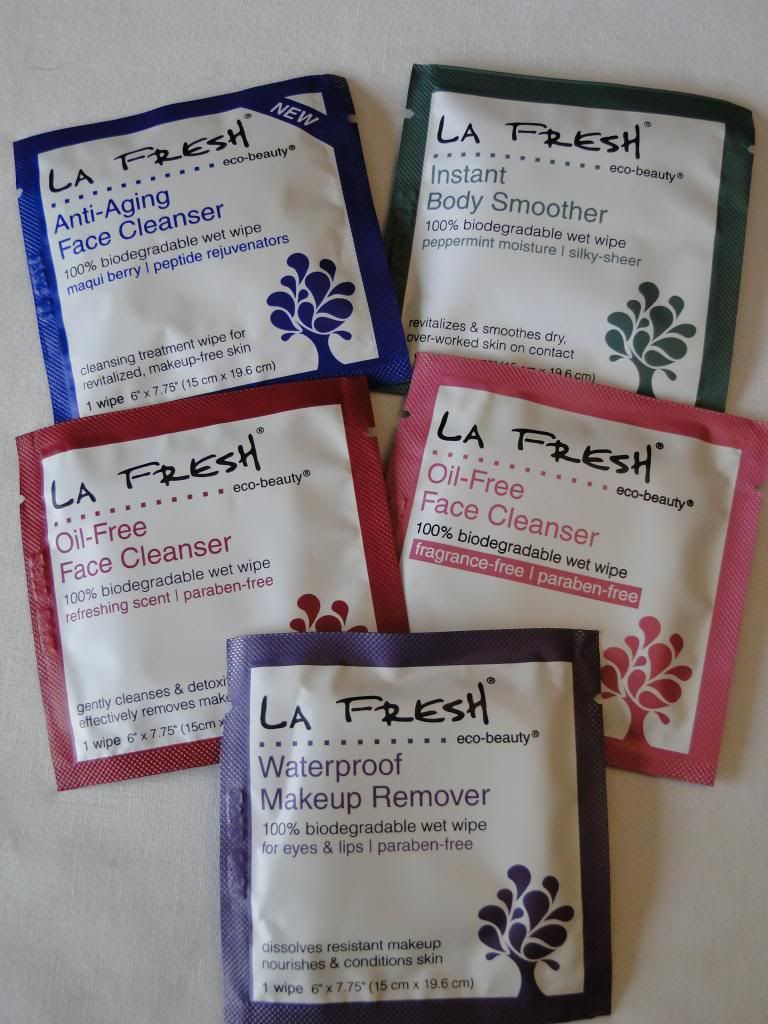 NEW
LA FRESH®
eco-beauty®
Anti-Aging
Face Cleanser
100% biodegradable wet wipe
maqui berry | peptide rejuvenators
cleansing treatment wipe for
revitalized, makeup-free skin
1 wipe 6" x 7.75" (15 cm x 19.6 cm)
LA FRESH®
eco-beauty®
Instant
Body Smoother
100% biodegradable wet wipe
peppermint moisture | silky-sheer
revitalizes & smoothes dry,
over-worked skin on contact
(15 cm x 19.6 cm)
LA FRESH®
eco-beauty®
Oil-Free
Face Cleanser
100% biodegradable wet wipe
refreshing scent | paraben-free
gently cleanses & detoxi
effectively removes make
1 wipe 6" x 7.75" (15cm x
LA FRESH®
eco-beauty®
Oil-Free
Face Cleanser
100% biodegradable wet wipe
fragrance-free | paraben-free
LA FRESH®
eco-beauty®
Waterproof
Makeup Remover
100% biodegradable wet wipe
for eyes & lips | paraben-free
dissolves resistant makeup
nourishes & conditions skin
1 wipe 6" x 7.75" (15 cm x 19.6 cm)